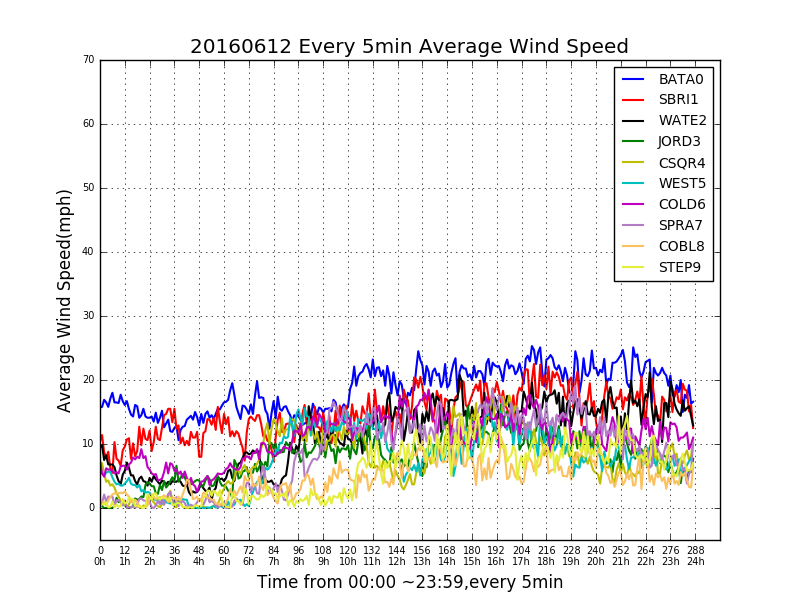 20160612 Every 5min Average Wind Speed
70
60
50
40
30
20
10
0
Average Wind Speed(mph)
BATA0
SBRI1
WATE2
JORD3
CSQR4
WEST5
COLD6
SPRA7
COBL8
STEP9
0 12 24 36 48 60 72 84 96 108 120 132 144 156 168 180 192 204 216 228 240 252 264 276 288
0h 1h 2h 3h 4h 5h 6h 7h 8h 9h 10h 11h 12h 13h 14h 15h 16h 17h 18h 19h 20h 21h 22h 23h 24h
Time from 00:00 ~23:59,every 5min